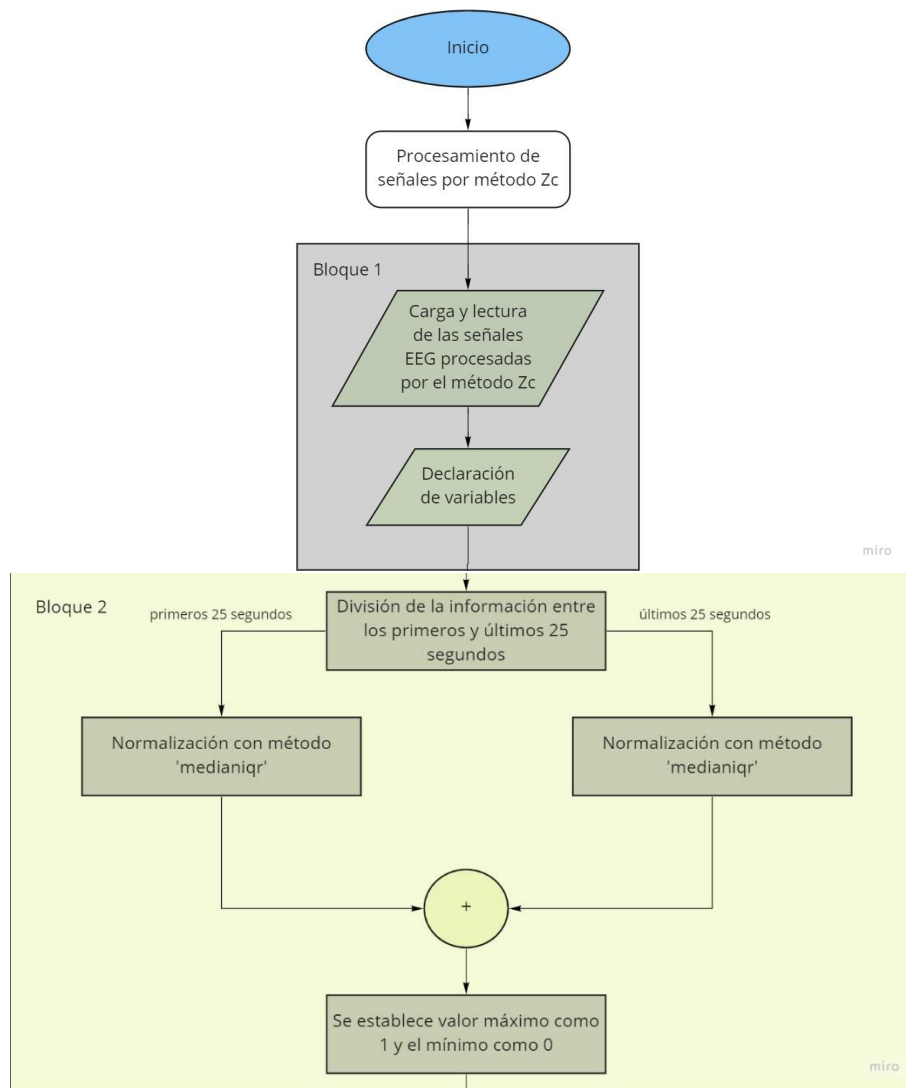 Inicio
Procesamiento de
señales por método Zc
Bloque 1
Carga y lectura
de las señales
EEG procesadas
por el método Zc
Declaración
de variables
miro
Bloque 2
primeros 25 segundos
División de la información entre
los primeros y últimos 25
segundos
últimos 25 segundos
Normalización con método
'medianiqr'
Normalización con método
'medianiqr'
+
Se establece valor máximo como
1 y el mínimo como 0
miro